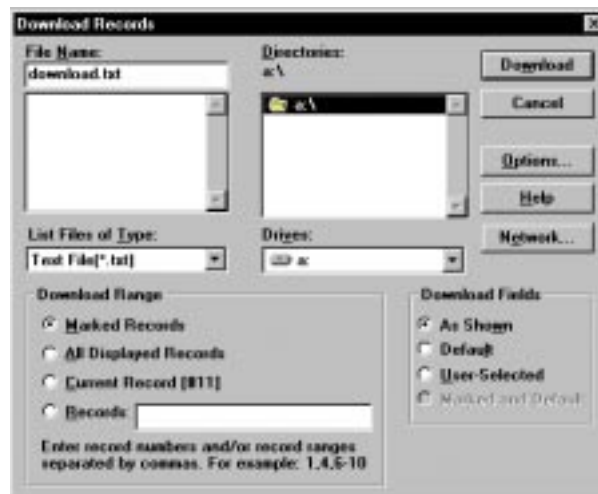 Download Records
File Name:
download.txt
Directories:
a:\
a:\
Download
Cancel
Options...
Help
Network...
List Files of Type:
Text File(*.txt)
Drives:
a:
Download Range
Marked Records
All Displayed Records
Current Record [#11]
Records:
Enter record numbers and/or record ranges
separated by commas. For example: 1,4,6-10
Download Fields
As Shown
Default
User-Selected
Marked and Default